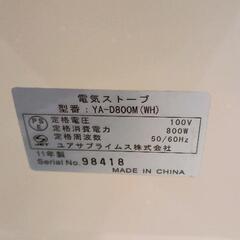 電気ストーブ
型番：YA-D800M(WH)
PSE 定格電圧 100V
定格消費電力 800W
JET 定格周波数 50/60Hz
ユアサプライムス株式会社
11年製
Serial No. 98418
MADE IN CHINA